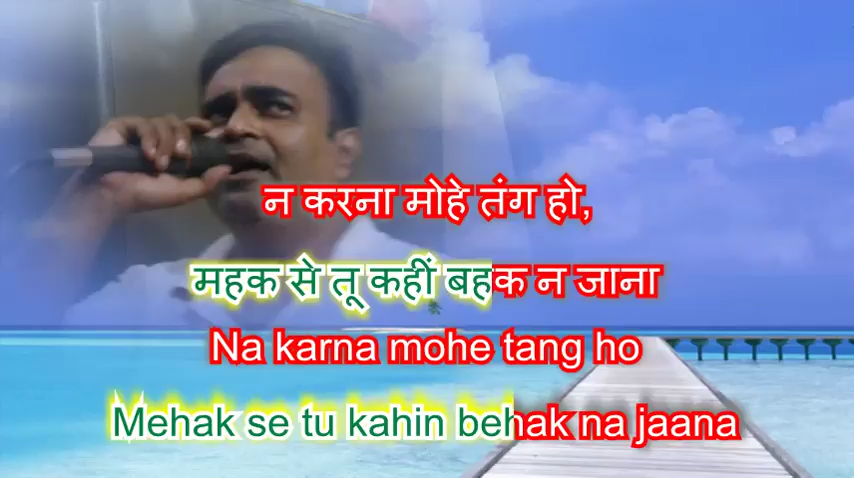 न करना मोहे तंग हो,
महक से तू कहीं बहक न जाना
Na karna mohe tang ho
Mehak se tu kahin behak na jaana